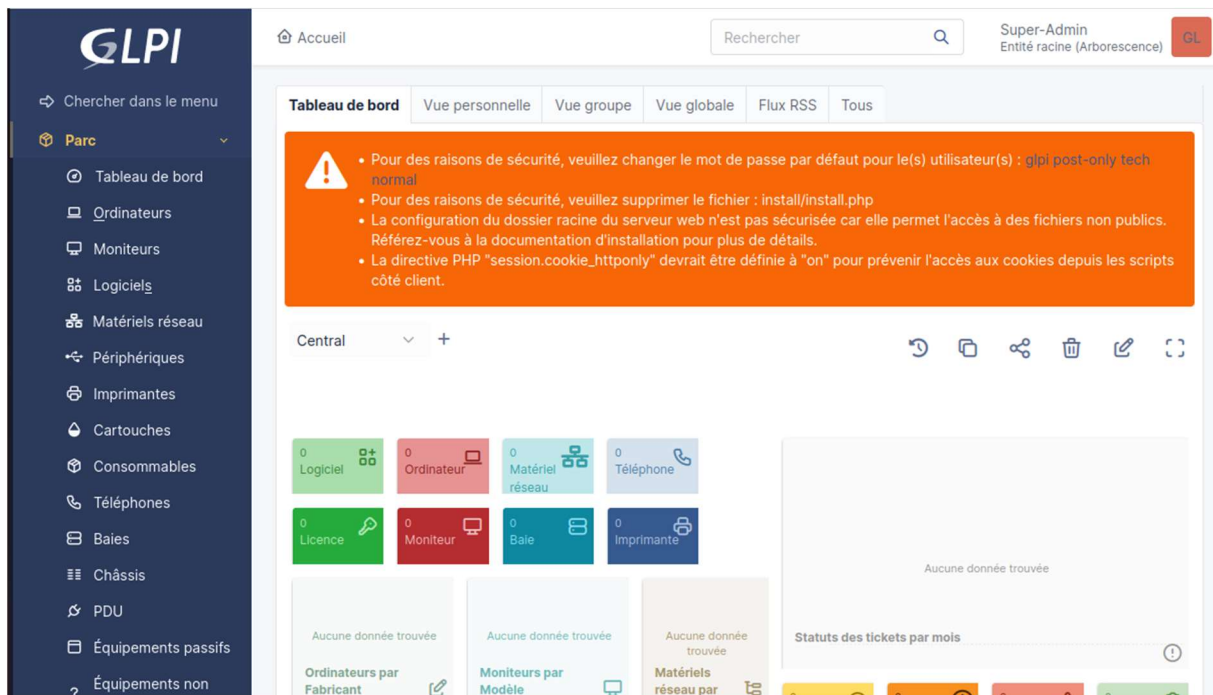 GLPI
Accueil
Rechercher
Super-Admin
Entité racine (Arborescence)
GL
Chercher dans le menu
Parc
Tableau de bord
Ordinateurs
Moniteurs
Logiciels
Matériels réseau
Périphériques
Imprimantes
Cartouches
Consommables
Téléphones
Baies
Châssis
PDU
Équipements passifs
Équipements non
Tableau de bord
Vue personnelle
Vue groupe
Vue globale
Flux RSS
Tous
• Pour des raisons de sécurité, veuillez changer le mot de passe par défaut pour le(s) utilisateur(s) : glpi post-only tech
normal
• Pour des raisons de sécurité, veuillez supprimer le fichier : install/install.php
• La configuration du dossier racine du serveur web n'est pas sécurisée car elle permet l'accès à des fichiers non publics.
Référez-vous à la documentation d'installation pour plus de détails.
• La directive PHP "session.cookie_httponly" devrait être définie à "on" pour prévenir l'accès aux cookies depuis les scripts
côté client.
Central
0
Logiciel
0
Ordinateur
0
Matériel
réseau
0
Téléphone
0
Licence
0
Moniteur
0
Baie
0
Imprimante
Aucune donnée trouvée
Ordinateurs par
Fabricant
Aucune donnée trouvée
Moniteurs par
Modèle
Aucune donnée
trouvée
Matériels
réseau par
Aucune donnée trouvée
Statuts des tickets par mois